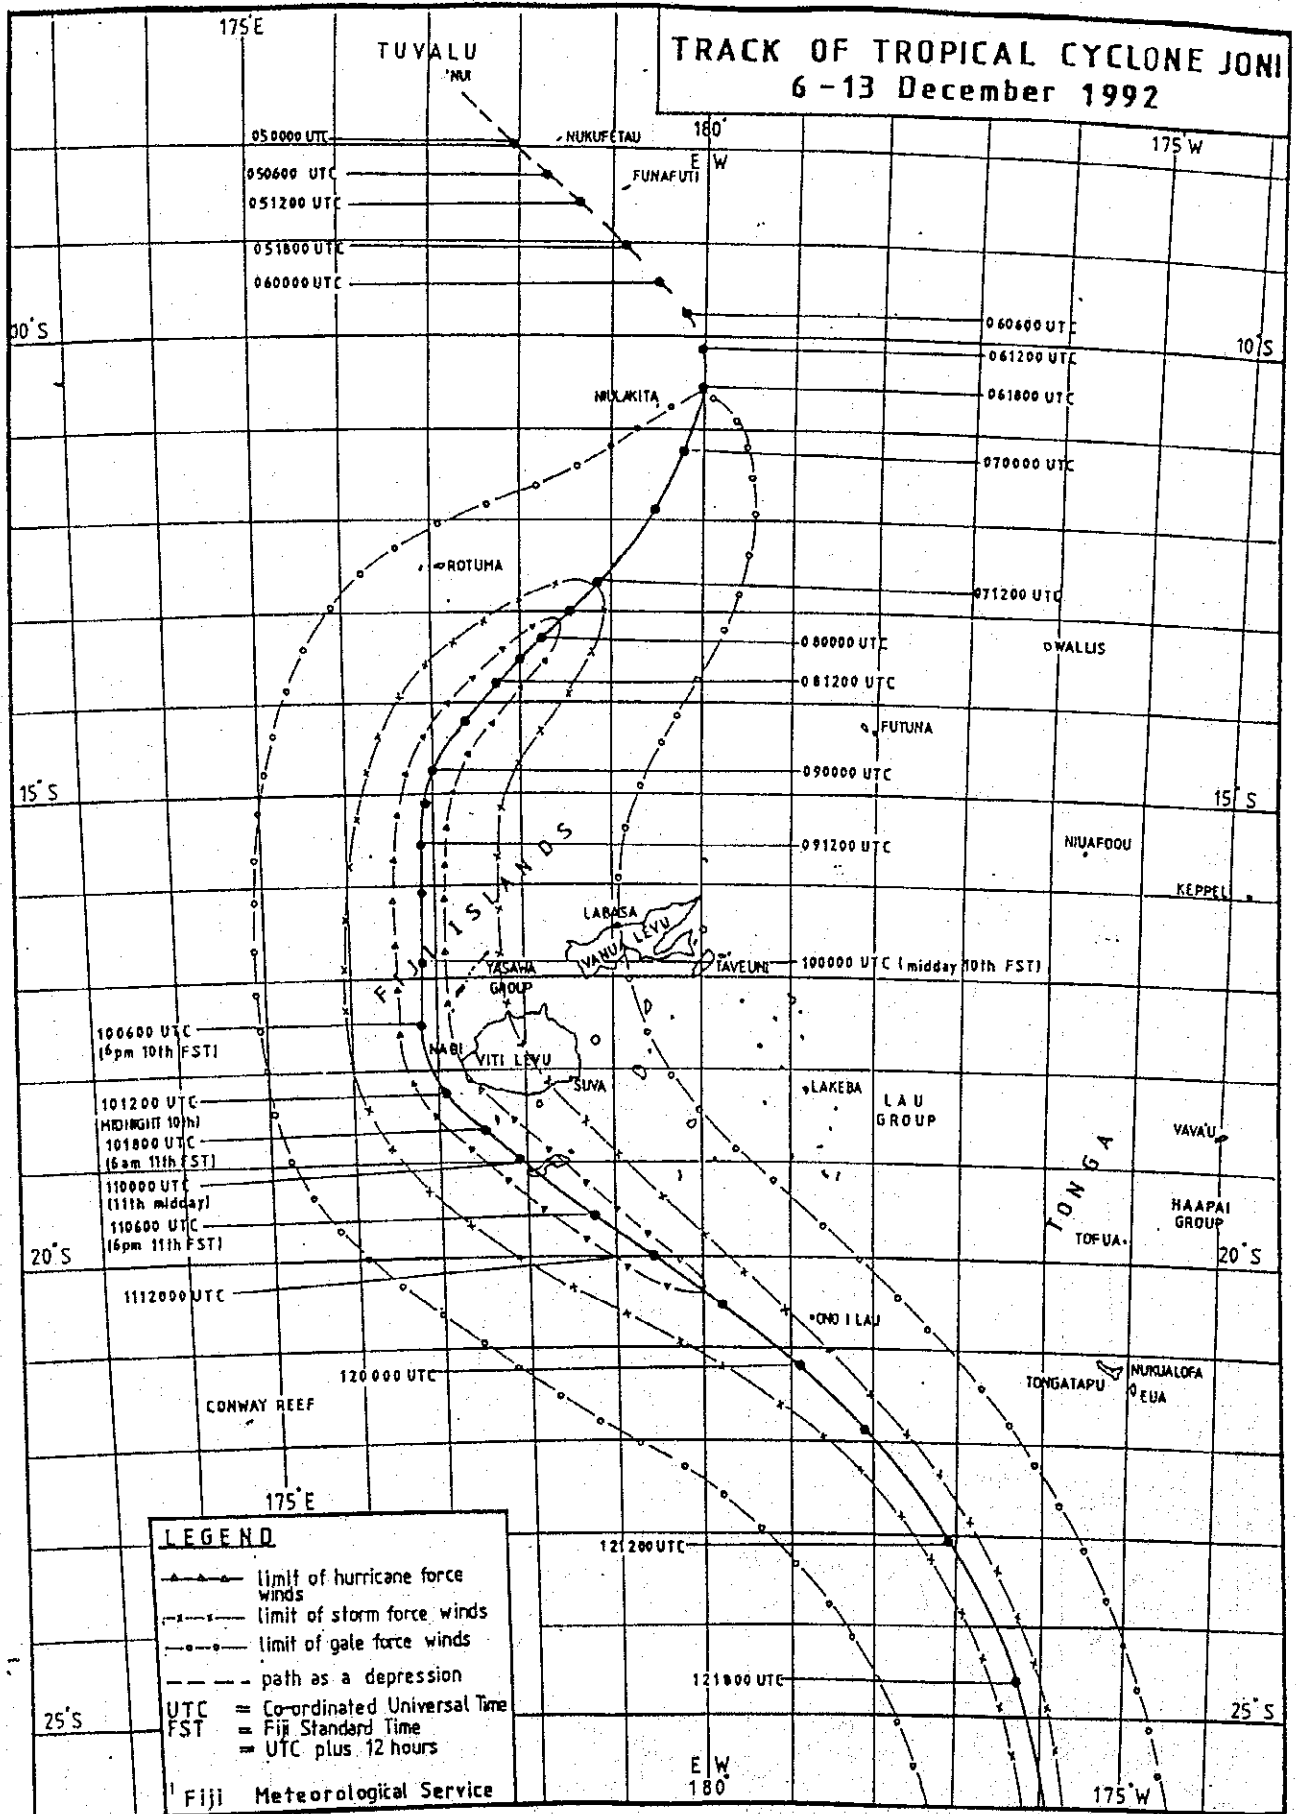 175°E
TUVALU
NUI
TRACK OF TROPICAL CYCLONE JONI
6 - 13 December 1992
180°
E W
175°W
050000 UTC
NUKUFETAU
050600 UTC
FUNAFUTI
051200 UTC
051800 UTC
060000 UTC
060600 UTC
00°S
10°S
061200 UTC
NIULAKITA
061800 UTC
070000 UTC
ROTUMA
071200 UTC
080000 UTC
WALLIS
081200 UTC
FUTUNA
090000 UTC
15°S
15°S
091200 UTC
NIUAFOOU
FIJI ISLANDS
KEPPEL
LABASA
VANUA LEVU
YASAWA
GROUP
TAVEUNI
100000 UTC (midday 10th FST)
100600 UTC
(6pm 10th FST)
NADI
VITI LEVU
SUVA
LAKEBA
LAU
GROUP
101200 UTC
MIDNIGHT 10th)
101800 UTC
(6am 11th FST)
VAVA'U
TONGA
110000 UTC
(11th midday)
HAAPAI
GROUP
110600 UTC
(6pm 11th FST)
TOFUA
20°S
20°S
1112000 UTC
ONO I LAU
120000 UTC
TONGATAPU
NUKUALOFA
EUA
CONWAY REEF
175°E
LEGEND
limit of hurricane force
winds
limit of storm force winds
limit of gale force winds
path as a depression
UTC = Co-ordinated Universal Time
FST = Fiji Standard Time
= UTC plus 12 hours
Fiji Meteorological Service
121200 UTC
121800 UTC
25°S
25°S
E W
180°
175°W